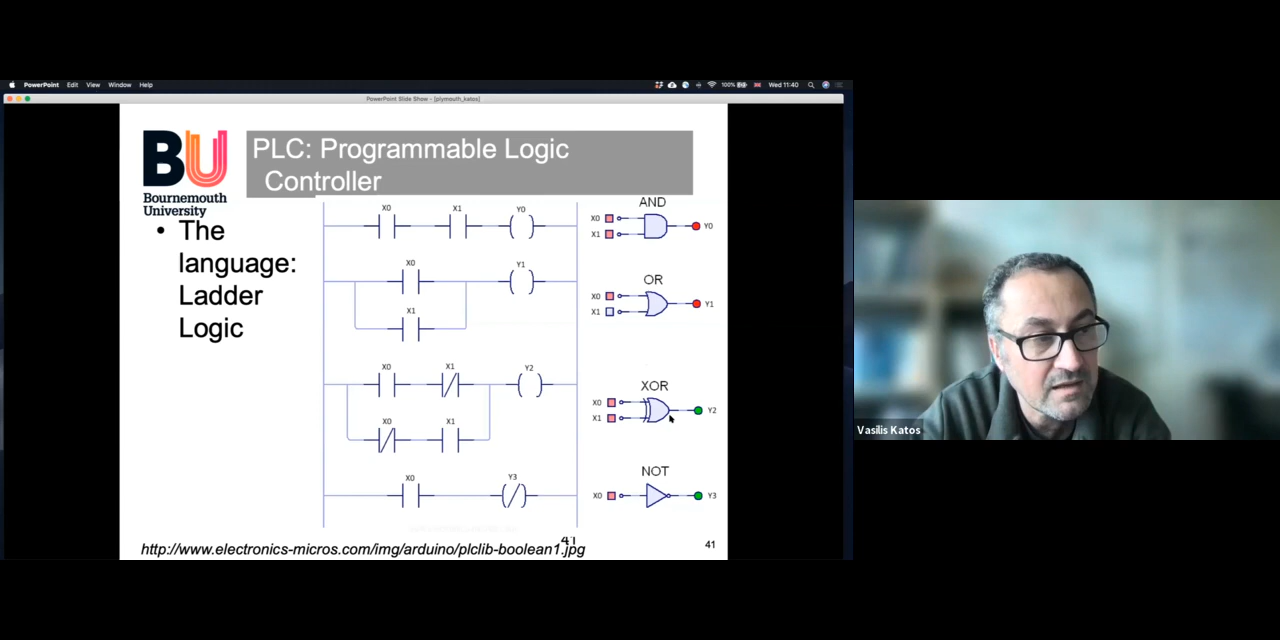 PowerPoint Edit View Window Help
100% Wed 11:40
PowerPoint Slide Show - [plymouth_katos]
BU
Bournemouth
University
PLC: Programmable Logic
Controller
• The
language:
Ladder
Logic
X0 X1 Y0
X0 Y1
X1
X0 X1 Y2
X0 X1
X0 Y3
AND
X0
X1
Y0
OR
X0
X1
Y1
XOR
X0
X1
Y2
NOT
X0
Y3
http://www.electronics-micros.com/img/arduino/plclib-boolean1.jpg
41
41
Vasilis Katos